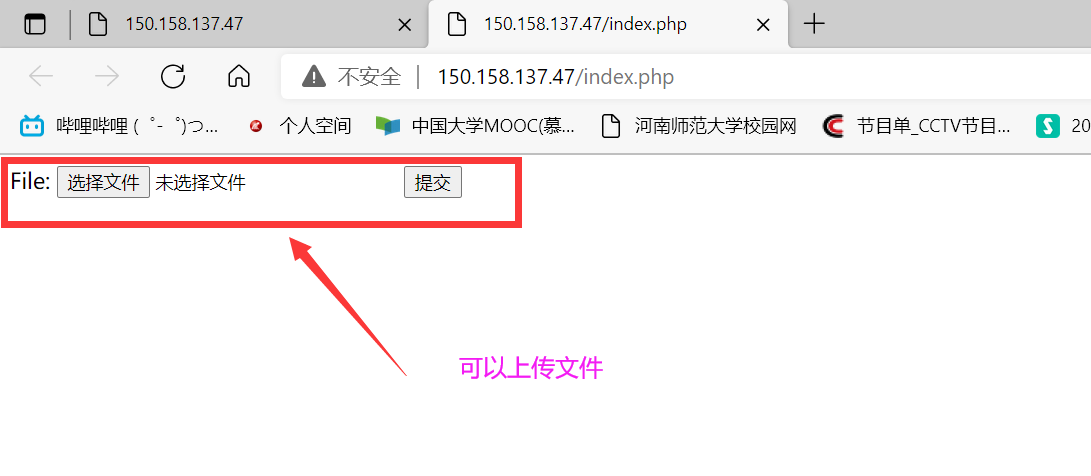 150.158.137.47
150.158.137.47/index.php
不安全 | 150.158.137.47/index.php
哔哩哔哩 ( ゜- ゜)つ... 个人空间 中国大学MOOC(慕... 河南师范大学校园网 节目单_CCTV节目... 20
File: 选择文件 未选择文件 提交
可以上传文件